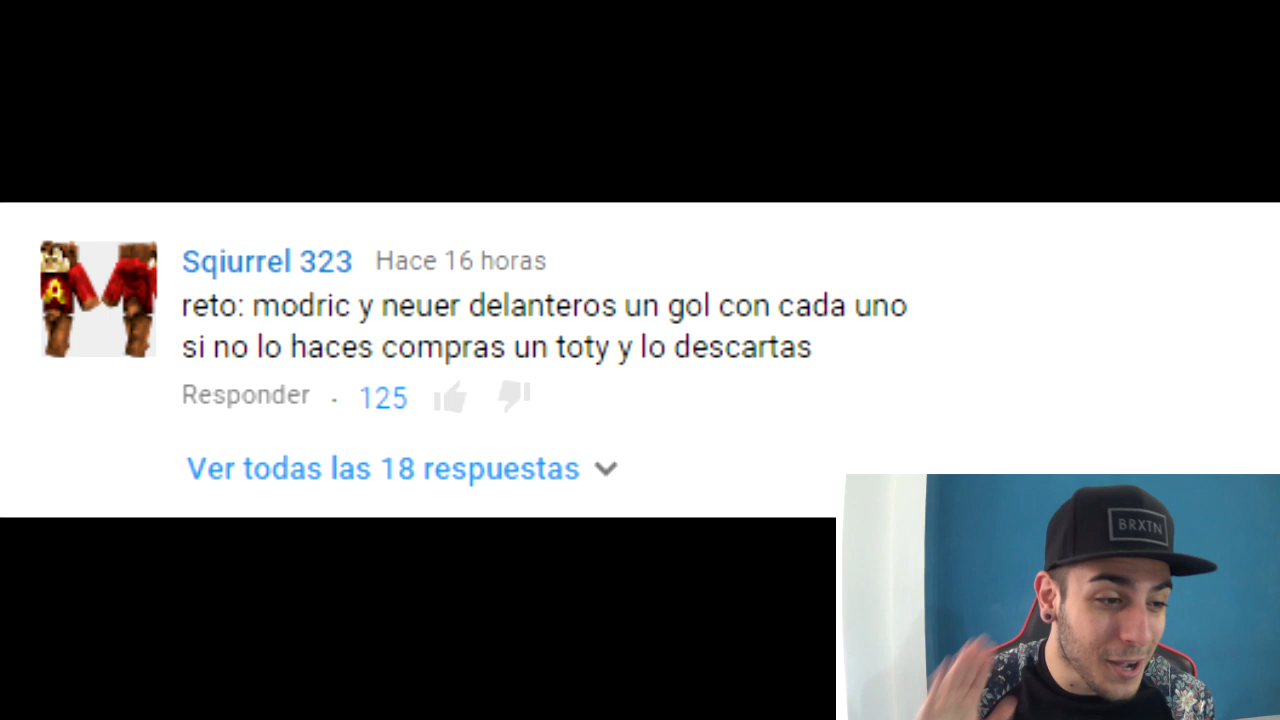 Sqiurrel 323 Hace 16 horas
reto: modric y neuer delanteros un gol con cada uno
si no lo haces compras un toty y lo descartas
Responder . 125
Ver todas las 18 respuestas
BRXTN
A